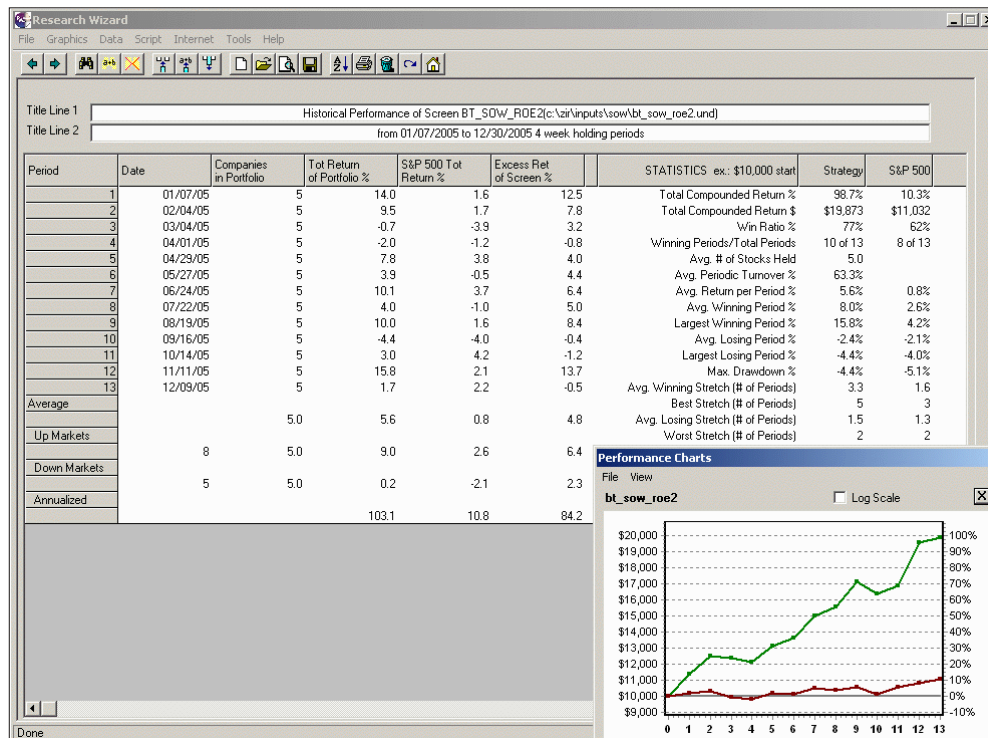 Research Wizard
File Graphics Data Script Internet Tools Help
Title Line 1 Historical Performance of Screen BT_SOW_ROE2(c:\zir\inputs\sow\bt_sow_roe2.und)
Title Line 2 from 01/07/2005 to 12/30/2005 4 week holding periods
Period Date Companies in Portfolio Tot Return of Portfolio % S&P 500 Tot Return % Excess Ret of Screen % STATISTICS ex.: $10,000 start Strategy S&P 500
1 01/07/05 5 14.0 1.6 12.5 Total Compounded Return % 98.7% 10.3%
2 02/04/05 5 9.5 1.7 7.8 Total Compounded Return $ $19,873 $11,032
3 03/04/05 5 -0.7 -3.9 3.2 Win Ratio % 77% 62%
4 04/01/05 5 -2.0 -1.2 -0.8 Winning Periods/Total Periods 10 of 13 8 of 13
5 04/29/05 5 7.8 3.8 4.0 Avg. # of Stocks Held 5.0
6 05/27/05 5 3.9 -0.5 4.4 Avg. Periodic Turnover % 63.3%
7 06/24/05 5 10.1 3.7 6.4 Avg. Return per Period % 5.6% 0.8%
8 07/22/05 5 4.0 -1.0 5.0 Avg. Winning Period % 8.0% 2.6%
9 08/19/05 5 10.0 1.6 8.4 Largest Winning Period % 15.8% 4.2%
10 09/16/05 5 -4.4 -4.0 -0.4 Avg. Losing Period % -2.4% -2.1%
11 10/14/05 5 3.0 4.2 -1.2 Largest Losing Period % -4.4% -4.0%
12 11/11/05 5 15.8 2.1 13.7 Max. Drawdown % -4.4% -5.1%
13 12/09/05 5 1.7 2.2 -0.5 Avg. Winning Stretch (# of Periods) 3.3 1.6
Average Best Stretch (# of Periods) 5 3
5.0 5.6 0.8 4.8 Avg. Losing Stretch (# of Periods) 1.5 1.3
Up Markets Worst Stretch (# of Periods) 2 2
8 5.0 9.0 2.6 6.4
Down Markets
5 5.0 0.2 -2.1 2.3
Annualized
103.1 10.8 84.2
Performance Charts
File View
bt_sow_roe2 Log Scale
$20,000 100%
$19,000 90%
$18,000 80%
$17,000 70%
$16,000 60%
$15,000 50%
$14,000 40%
$13,000 30%
$12,000 20%
$11,000 10%
$10,000 0%
$9,000 -10%
0 1 2 3 4 5 6 7 8 9 10 11 12 13
Done